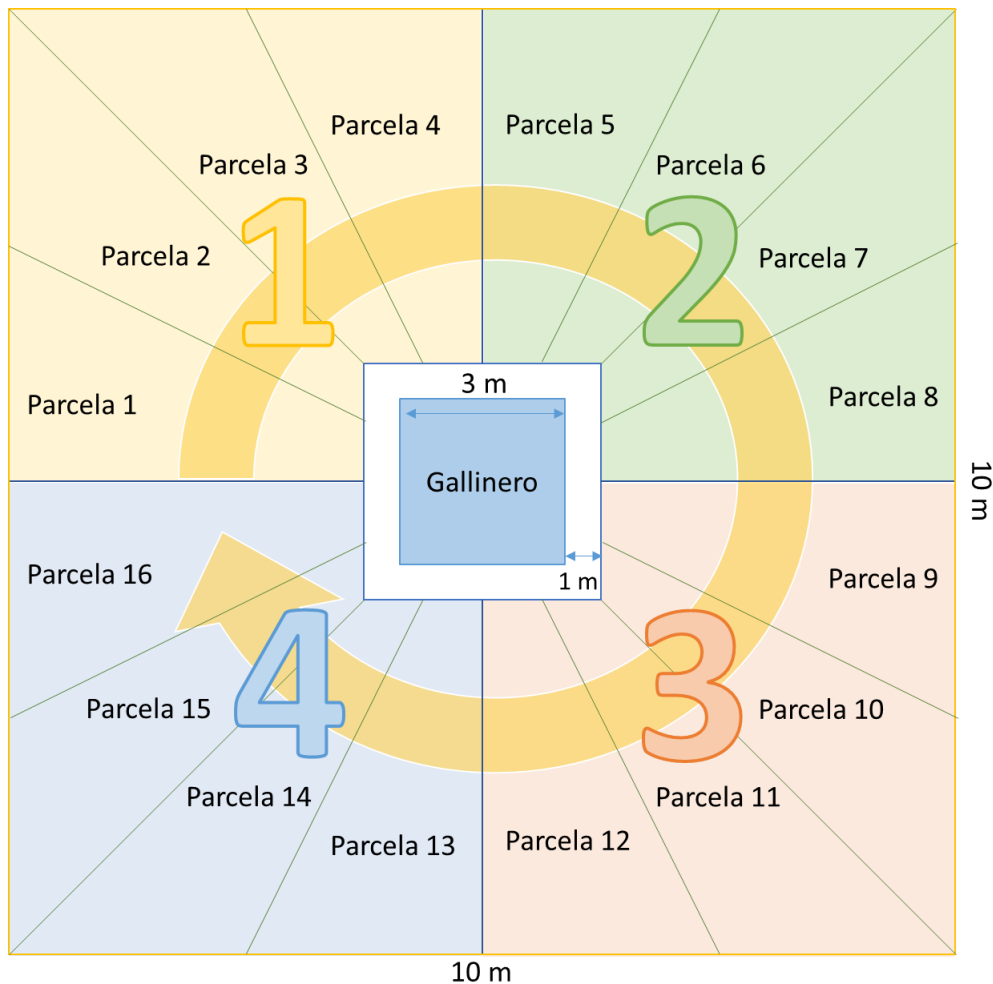 Parcela 4
Parcela 5
Parcela 3
Parcela 6
1
2
Parcela 2
Parcela 7
3 m
Parcela 1
Parcela 8
Gallinero
10 m
1 m
Parcela 16
Parcela 9
4
3
Parcela 15
Parcela 10
Parcela 14
Parcela 11
Parcela 13
Parcela 12
10 m